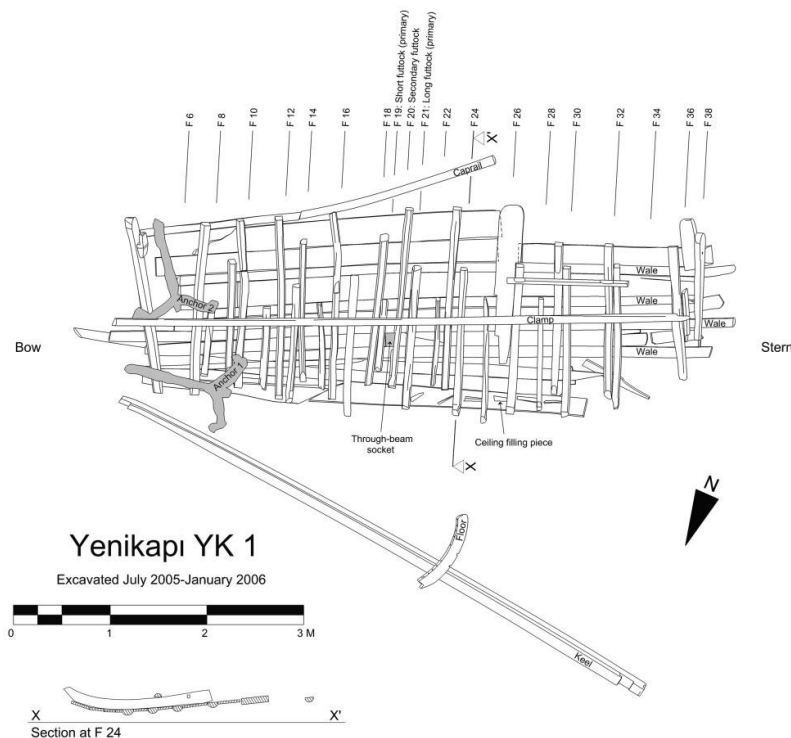 F 6
F 8
F 10
F 12
F 14
F 16
F 18
F 19: Short futtock (primary)
F 20: Secondary futtock
F 21: Long futtock (primary)
F 22
F 24
F 26
F 28
F 30
F 32
F 34
F 36
F 38
X'
Caprail
Wale
Anchor 2
Wale
Clamp
Wale
Bow
Stern
Wale
Anchor 1
Through-beam
socket
Ceiling filling piece
X
N
Floor
Yenikapı YK 1
Excavated July 2005-January 2006
0 1 2 3 M
Keel
X X'
Section at F 24